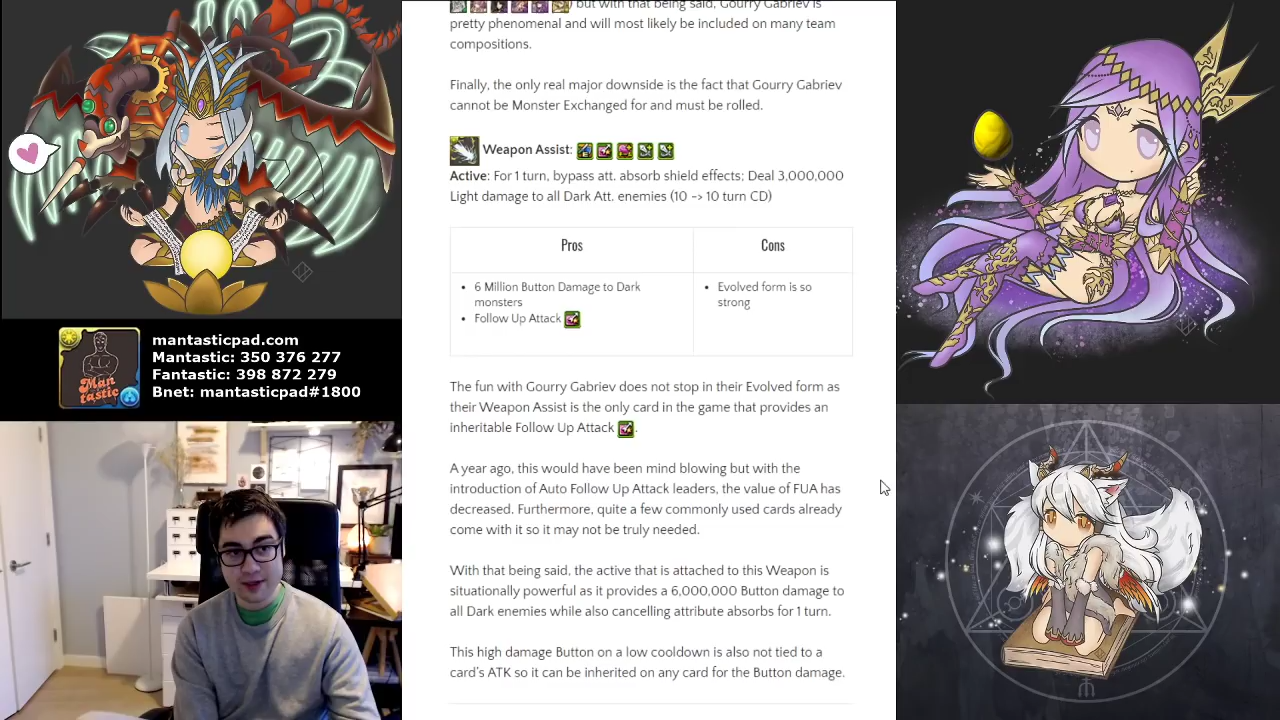 but with that being said, Gourry Gabriev is
pretty phenomenal and will most likely be included on many team
compositions.
Finally, the only real major downside is the fact that Gourry Gabriev
cannot be Monster Exchanged for and must be rolled.
Weapon Assist:
Active: For 1 turn, bypass att. absorb shield effects; Deal 3,000,000
Light damage to all Dark Att. enemies (10 -> 10 turn CD)
Pros
Cons
6 Million Button Damage to Dark
monsters
Follow Up Attack
Evolved form is so
strong
The fun with Gourry Gabriev does not stop in their Evolved form as
their Weapon Assist is the only card in the game that provides an
inheritable Follow Up Attack .
A year ago, this would have been mind blowing but with the
introduction of Auto Follow Up Attack leaders, the value of FUA has
decreased. Furthermore, quite a few commonly used cards already
come with it so it may not be truly needed.
With that being said, the active that is attached to this Weapon is
situationally powerful as it provides a 6,000,000 Button damage to
all Dark enemies while also cancelling attribute absorbs for 1 turn.
This high damage Button on a low cooldown is also not tied to a
card's ATK so it can be inherited on any card for the Button damage.
Man
tastic
mantasticpad.com
Mantastic: 350 376 277
Fantastic: 398 872 279
Bnet: mantasticpad#1800